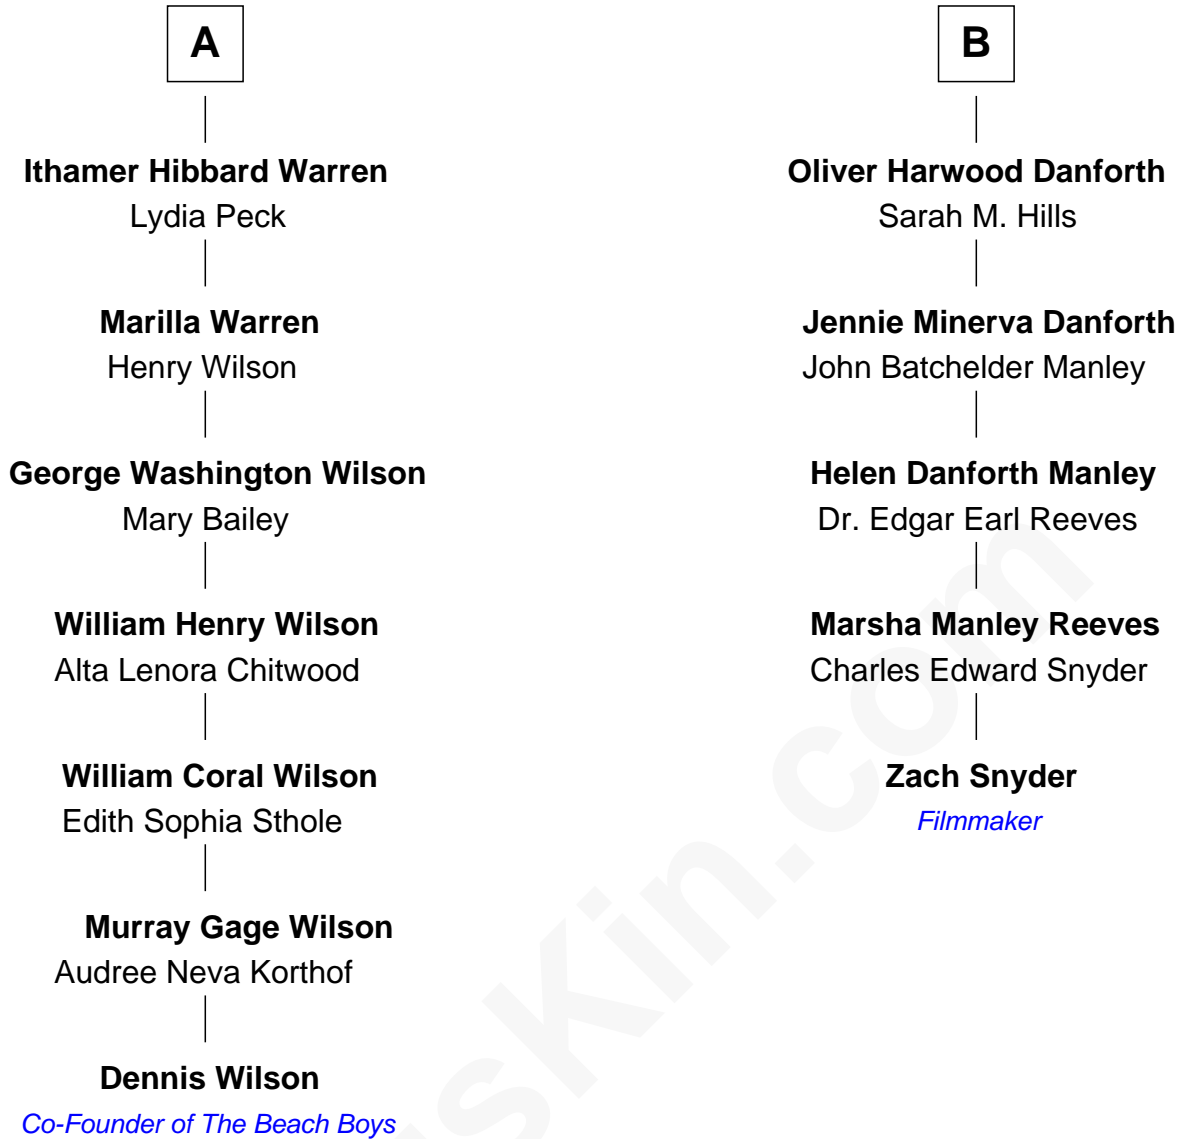 A
Ithamer Hibbard Warren
Lydia Peck
Marilla Warren
Henry Wilson
George Washington Wilson
Mary Bailey
William Henry Wilson
Alta Lenora Chitwood
William Coral Wilson
Edith Sophia Sthole
Murray Gage Wilson
Audree Neva Korthof
Dennis Wilson
Co-Founder of The Beach Boys
B
Oliver Harwood Danforth
Sarah M. Hills
Jennie Minerva Danforth
John Batchelder Manley
Helen Danforth Manley
Dr. Edgar Earl Reeves
Marsha Manley Reeves
Charles Edward Snyder
Zach Snyder
Filmmaker